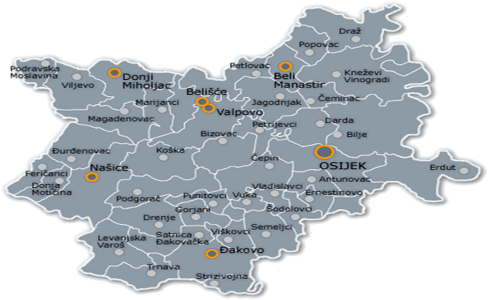 Draž
Popovac
Podravska
Moslavina
Viljevo
Donji
Miholjac
Petlovac
Beli
Manastir
Kneževi
Vinogradi
Belišće
Marijanci
Magadenovac
Valpovo
Jagodnjak
Čeminac
Petrijevci
Darda
Bilje
Bizovac
Koška
Čepin
OSIJEK
Đurđenovac
Našice
Feričanci
Donja
Motičina
Erdut
Antunovac
Vladislavci
Ernestinovo
Podgorač
Punitovci
Vuka
Gorjani
Šodolovci
Drenje
Semeljci
Viškovci
Satnica
Đakovačka
Levanjska
Varoš
Đakovo
Trnava
Strizivojna